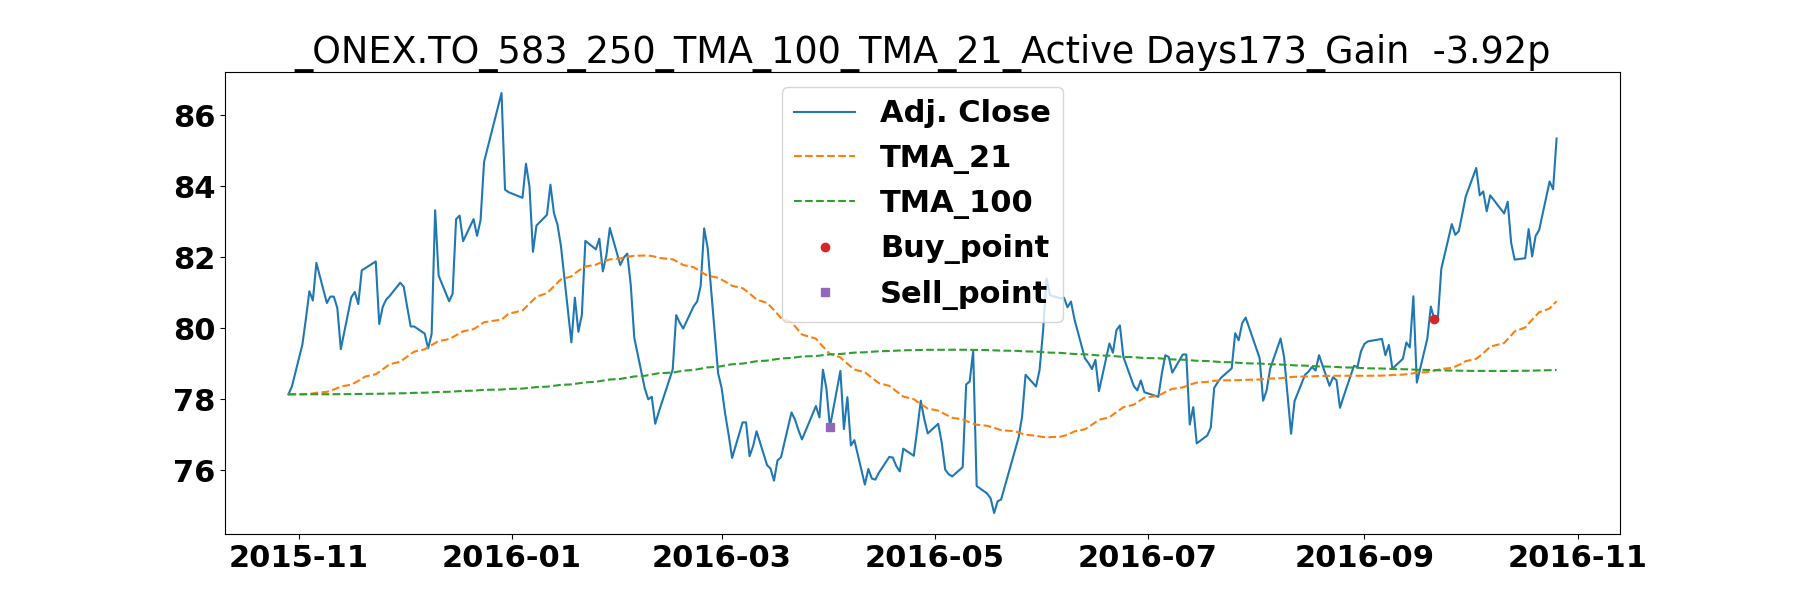 _ONEX.TO_583_250_TMA_100_TMA_21_Active Days173_Gain  -3.92p
Adj. Close
TMA_21
TMA_100
Buy_point
Sell_point
86
84
82
80
78
76
2015-11
2016-01
2016-03
2016-05
2016-07
2016-09
2016-11